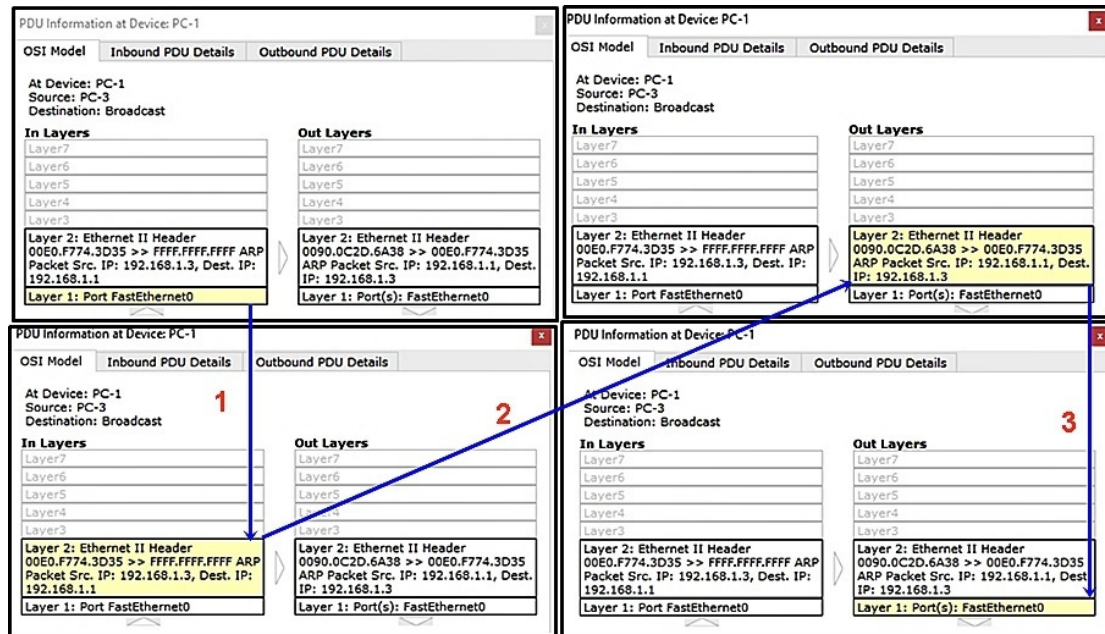 PDU Information at Device: PC-1
OSI Model Inbound PDU Details Outbound PDU Details
At Device: PC-1
Source: PC-3
Destination: Broadcast
In Layers
Layer7
Layer6
Layer5
Layer4
Layer3
Layer 2: Ethernet II Header
00E0.F774.3D35 >> FFFF.FFFF.FFFF ARP
Packet Src. IP: 192.168.1.3, Dest. IP:
192.168.1.1
Layer 1: Port FastEthernet0
Out Layers
Layer7
Layer6
Layer5
Layer4
Layer3
Layer 2: Ethernet II Header
0090.0C2D.6A38 >> 00E0.F774.3D35
ARP Packet Src. IP: 192.168.1.1, Dest.
IP: 192.168.1.3
Layer 1: Port(s): FastEthernet0
PDU Information at Device: PC-1
x
OSI Model Inbound PDU Details Outbound PDU Details
At Device: PC-1
Source: PC-3
Destination: Broadcast
In Layers
Layer7
Layer6
Layer5
Layer4
Layer3
Layer 2: Ethernet II Header
00E0.F774.3D35 >> FFFF.FFFF.FFFF ARP
Packet Src. IP: 192.168.1.3, Dest. IP:
192.168.1.1
Layer 1: Port FastEthernet0
Out Layers
Layer7
Layer6
Layer5
Layer4
Layer3
Layer 2: Ethernet II Header
0090.0C2D.6A38 >> 00E0.F774.3D35
ARP Packet Src. IP: 192.168.1.1, Dest.
IP: 192.168.1.3
Layer 1: Port(s): FastEthernet0
PDU Information at Device: PC-1
x
OSI Model Inbound PDU Details Outbound PDU Details
At Device: PC-1
Source: PC-3
Destination: Broadcast
1
2
In Layers
Layer7
Layer6
Layer5
Layer4
Layer3
Layer 2: Ethernet II Header
00E0.F774.3D35 >> FFFF.FFFF.FFFF ARP
Packet Src. IP: 192.168.1.3, Dest. IP:
192.168.1.1
Layer 1: Port FastEthernet0
Out Layers
Layer7
Layer6
Layer5
Layer4
Layer3
Layer 2: Ethernet II Header
0090.0C2D.6A38 >> 00E0.F774.3D35
ARP Packet Src. IP: 192.168.1.1, Dest.
IP: 192.168.1.3
Layer 1: Port(s): FastEthernet0
PDU Information at Device: PC-1
x
OSI Model Inbound PDU Details Outbound PDU Details
At Device: PC-1
Source: PC-3
Destination: Broadcast
3
In Layers
Layer7
Layer6
Layer5
Layer4
Layer3
Layer 2: Ethernet II Header
00E0.F774.3D35 >> FFFF.FFFF.FFFF ARP
Packet Src. IP: 192.168.1.3, Dest. IP:
192.168.1.1
Layer 1: Port FastEthernet0
Out Layers
Layer7
Layer6
Layer5
Layer4
Layer3
Layer 2: Ethernet II Header
0090.0C2D.6A38 >> 00E0.F774.3D35
ARP Packet Src. IP: 192.168.1.1, Dest.
IP: 192.168.1.3
Layer 1: Port(s): FastEthernet0